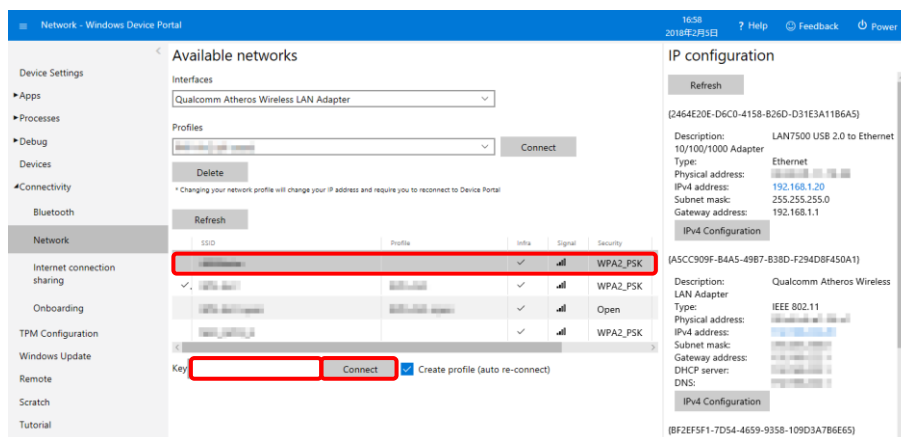 Network - Windows Device Portal
16:58
2018年2月5日
? Help
Feedback
Power
Device Settings
Apps
Processes
Debug
Devices
Connectivity
Bluetooth
Network
Internet connection
sharing
Onboarding
TPM Configuration
Windows Update
Remote
Scratch
Tutorial
Available networks
Interfaces
Qualcomm Atheros Wireless LAN Adapter
Profiles
Connect
Delete
* Changing your network profile will change your IP address and require you to reconnect to Device Portal
Refresh
SSID Profile Infra Signal Security
WPA2_PSK
WPA2_PSK
Open
WPA2_PSK
Key Connect Create profile (auto re-connect)
IP configuration
Refresh
{2464E20E-D6C0-4158-B26D-D31E3A11B6A5}
Description: LAN7500 USB 2.0 to Ethernet
10/100/1000 Adapter
Type: Ethernet
Physical address:
IPv4 address: 192.168.1.20
Subnet mask: 255.255.255.0
Gateway address: 192.168.1.1
IPv4 Configuration
{A5CC909F-B4A5-49B7-B38D-F294D8F450A1}
Description: Qualcomm Atheros Wireless
LAN Adapter
Type: IEEE 802.11
Physical address:
IPv4 address:
Subnet mask:
Gateway address:
DHCP server:
DNS:
IPv4 Configuration
{BF2EF5F1-7D54-4659-9358-109D3A7B6E65}